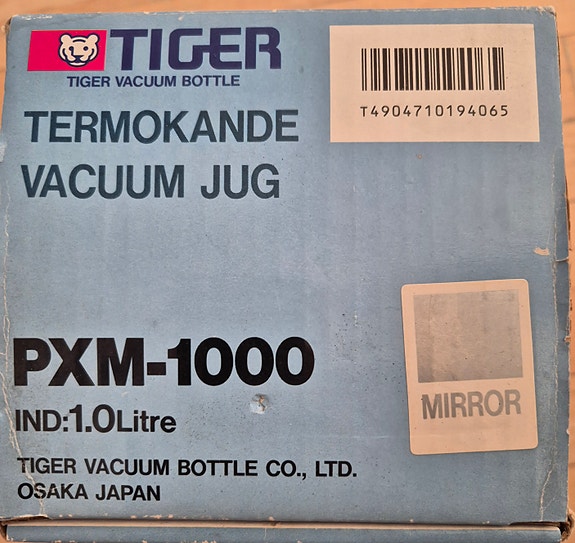 TIGER
TIGER VACUUM BOTTLE
T4904710194065
TERMOKANDE
VACUUM JUG
PXM-1000
IND:1.0Litre
MIRROR
TIGER VACUUM BOTTLE CO., LTD.
OSAKA JAPAN